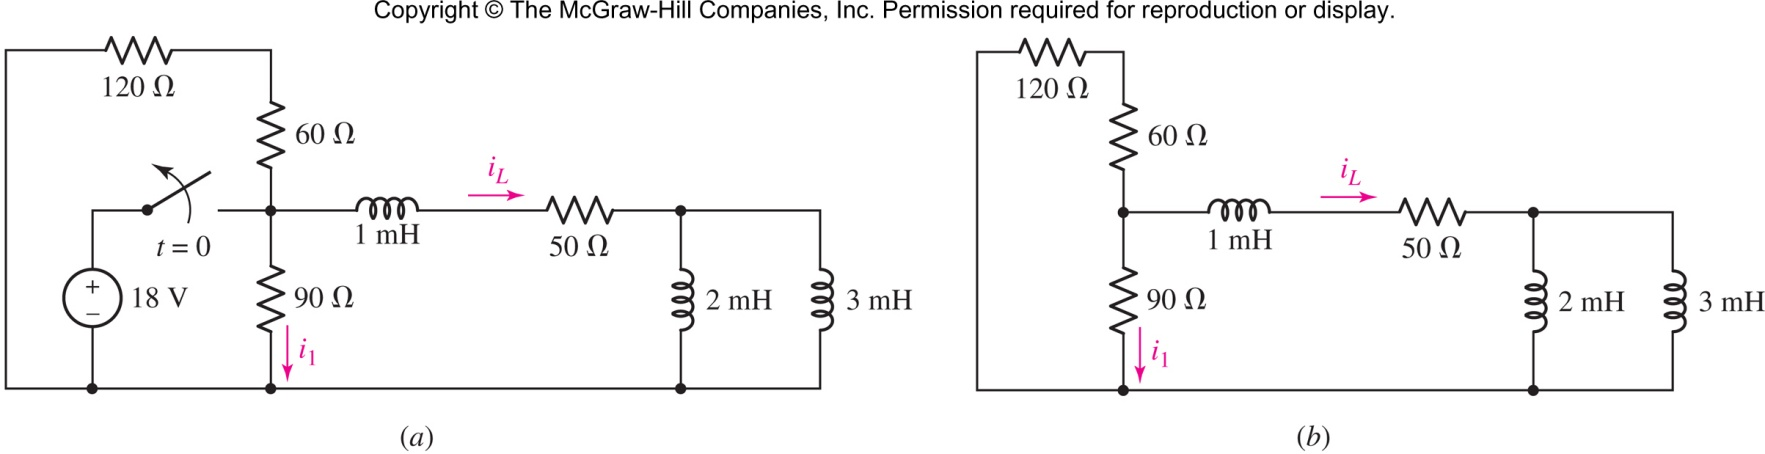 Copyright © The McGraw-Hill Companies, Inc. Permission required for reproduction or display.
120 Ω
60 Ω
i_L
1 mH
50 Ω
t = 0
+
−
18 V
90 Ω
2 mH
3 mH
i_1
(a)
120 Ω
60 Ω
i_L
1 mH
50 Ω
90 Ω
2 mH
3 mH
i_1
(b)